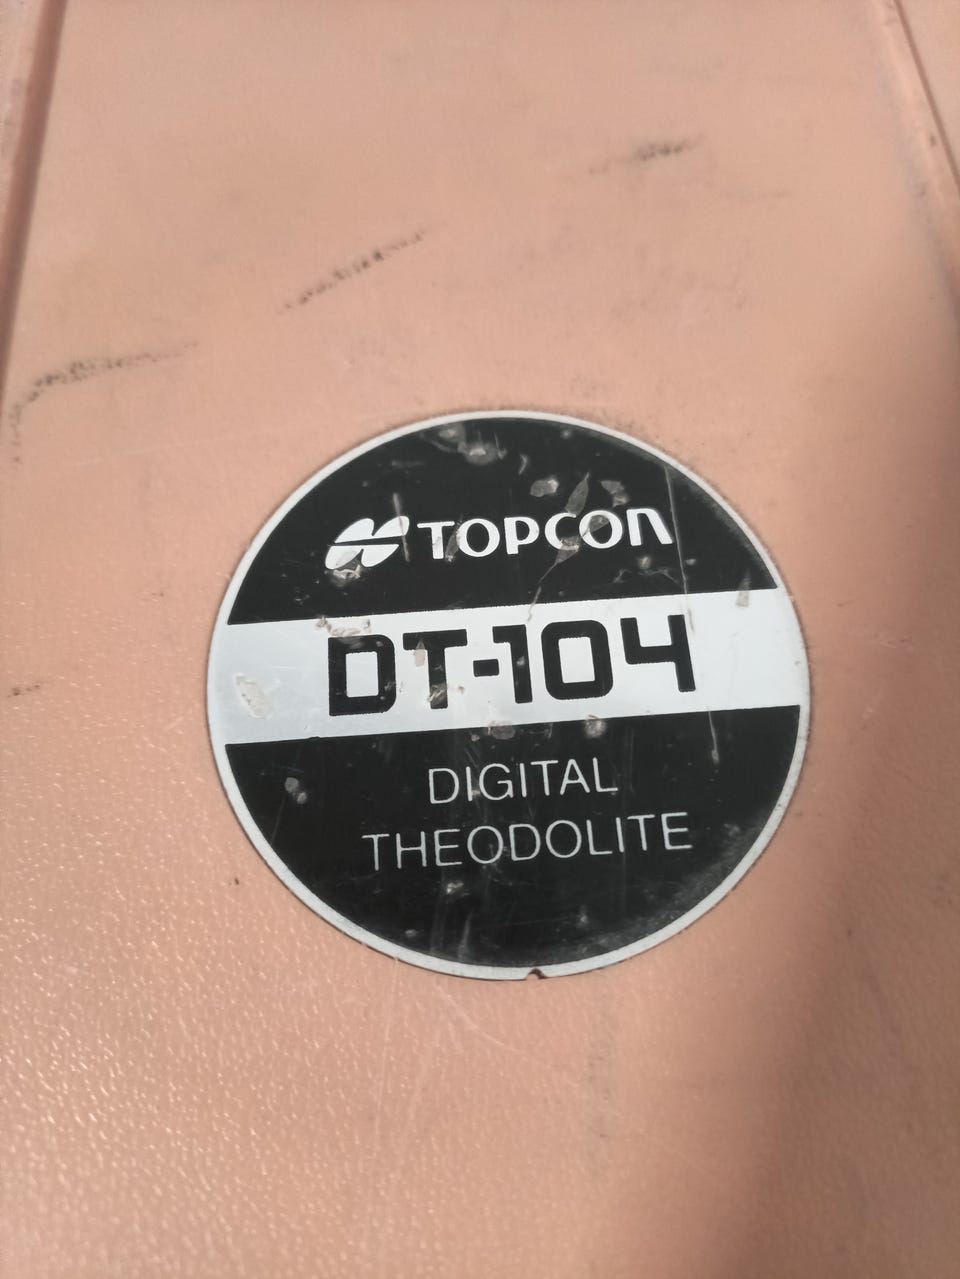 TOPCON
DT-104
DIGITAL
THEODOLITE